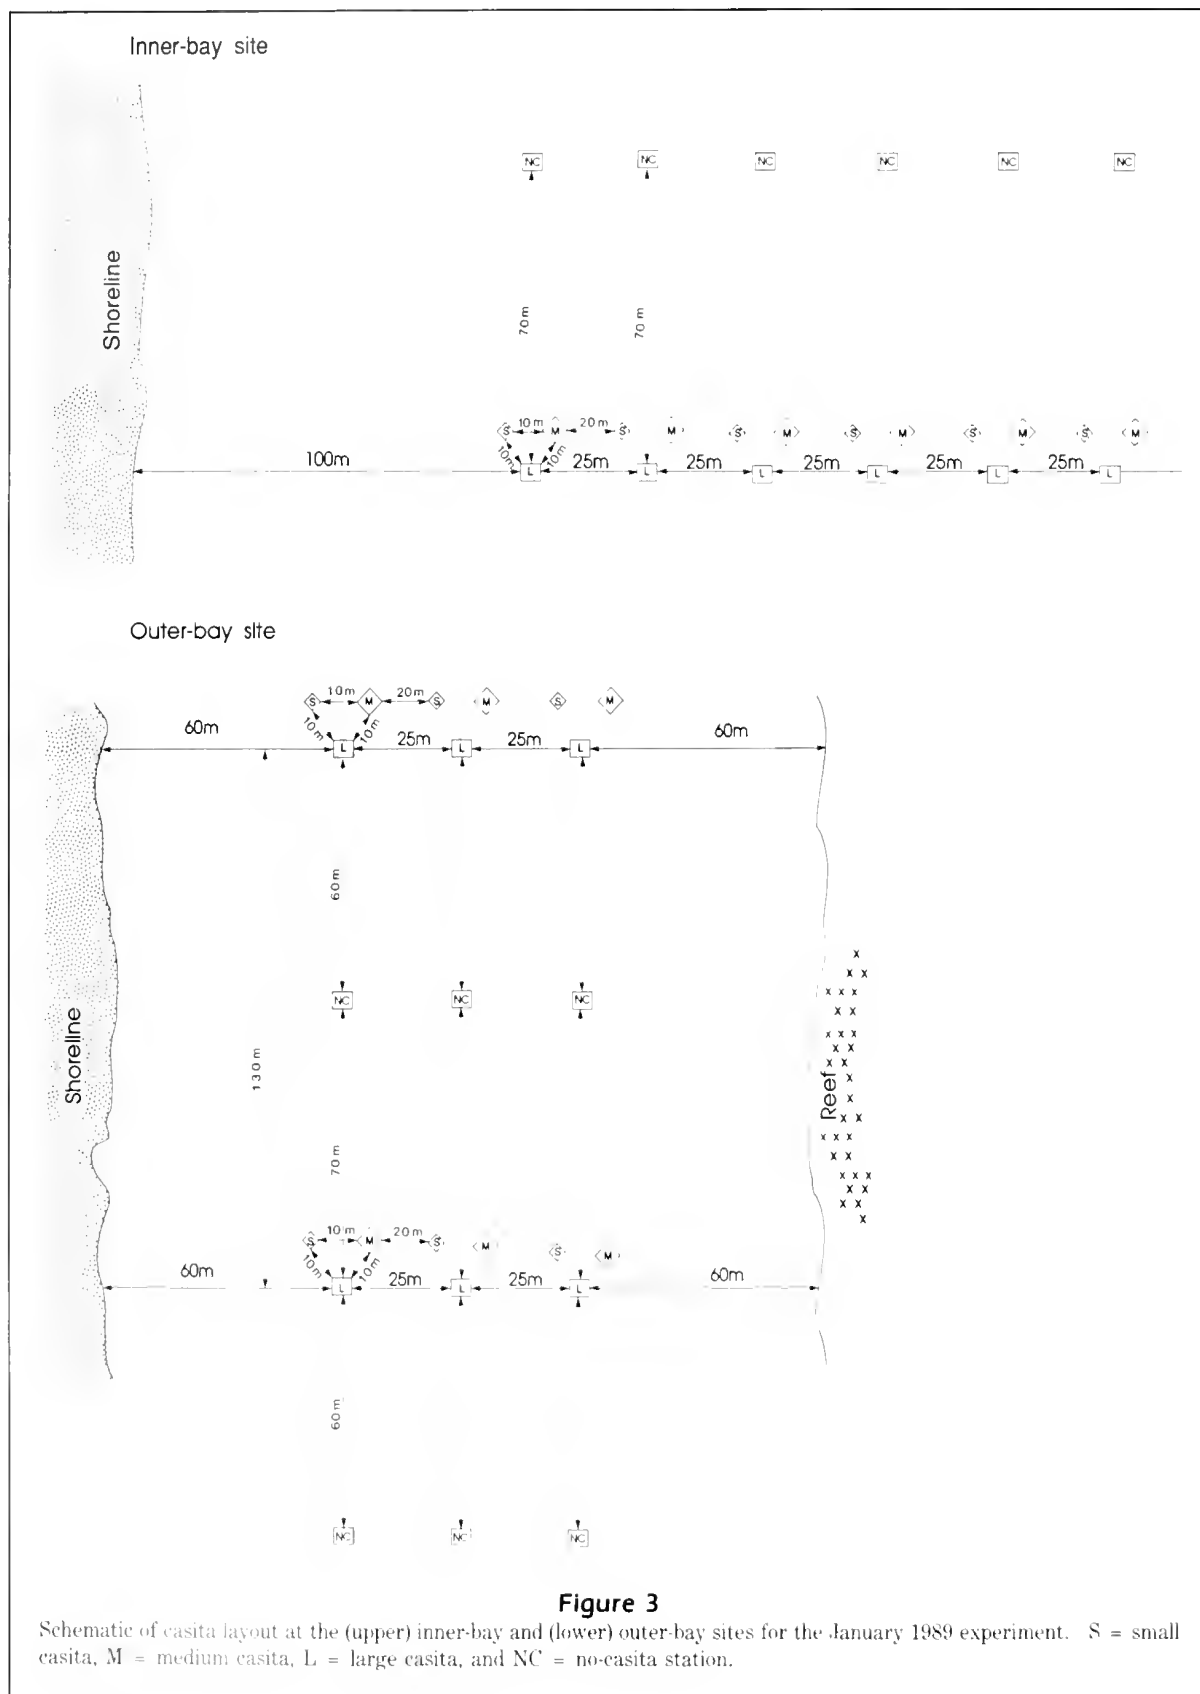 Inner-bay site
NC NC NC NC NC NC
Shoreline
70m 70m
S 10m M 20m S M S M S M S M S M
10m 10m
100m L 25m L 25m L 25m L 25m L 25m L
Outer-bay site
S 10m M 20m S M S M
10m 10m
60m L 25m L 25m L 60m
60m
NC NC NC
Shoreline
130m
Reef
70m
S 10m M 20m S M S M
10m 10m
60m L 25m L 25m L 60m
60m
NC NC NC
Figure 3
Schematic of casita layout at the (upper) inner-bay and (lower) outer-bay sites for the January 1989 experiment. S = small
casita, M = medium casita, L = large casita, and NC = no-casita station.